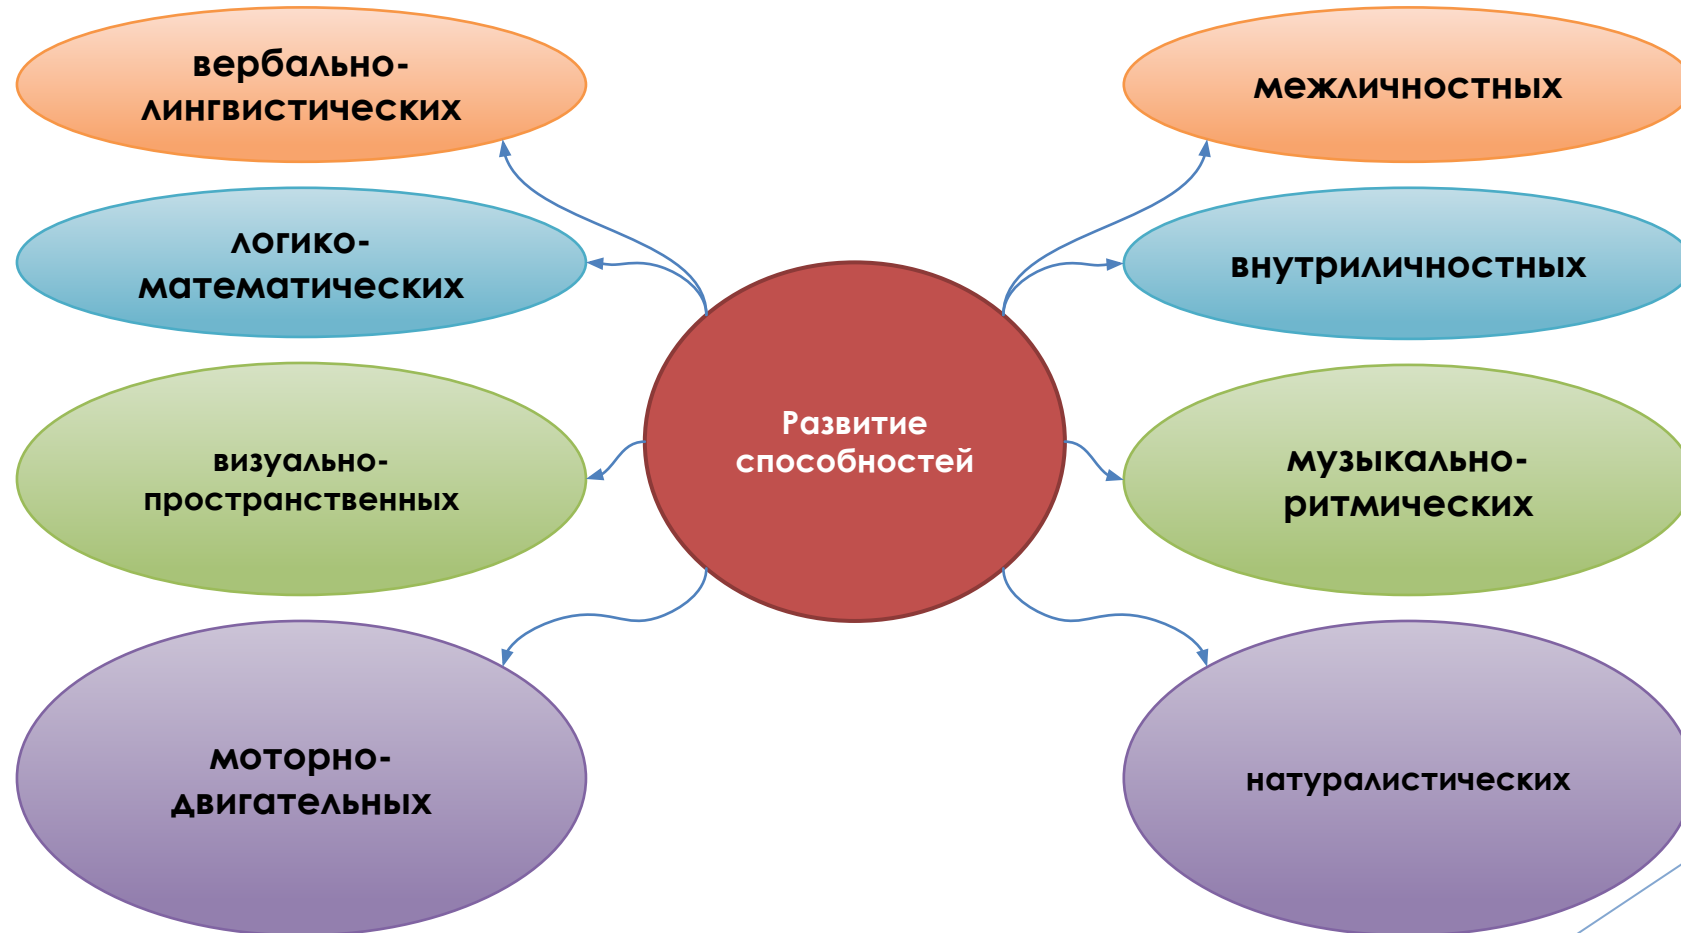 вербально-
лингвистических
логико-
математических
визуально-
пространственных
моторно-
двигательных
Развитие
способностей
межличностных
внутриличностных
музыкально-
ритмических
натуралистических